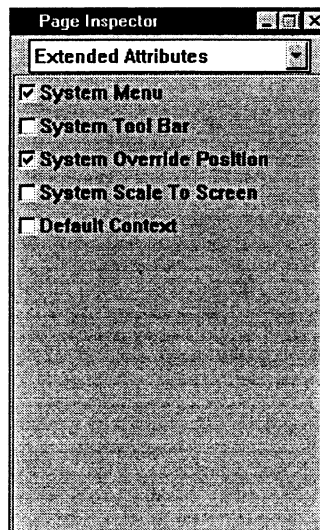 Page Inspector
Extended Attributes
System Menu
System Tool Bar
System Override Position
System Scale To Screen
Default Context